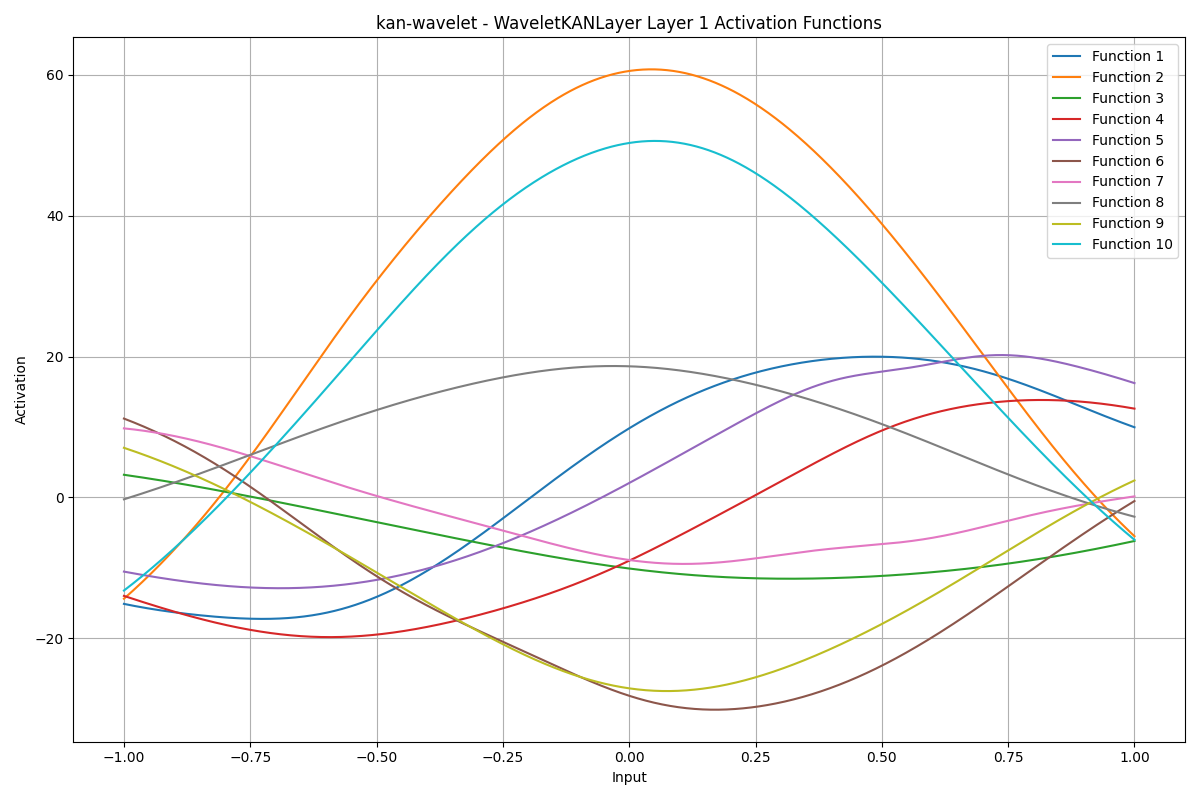 kan-wavelet - WaveletKANLayer Layer 1 Activation Functions
Function 1
Function 2
Function 3
Function 4
Function 5
Function 6
Function 7
Function 8
Function 9
Function 10
Activation
60
40
20
0
−20
−1.00 −0.75 −0.50 −0.25 0.00 0.25 0.50 0.75 1.00
Input